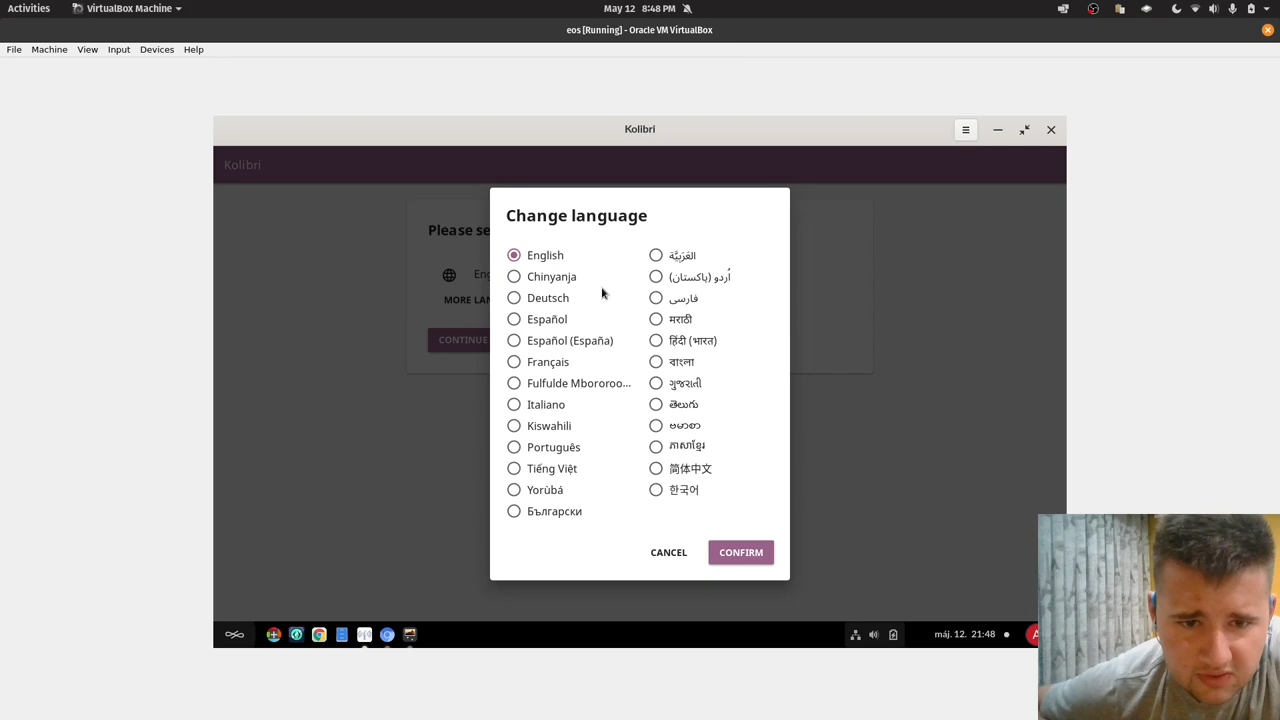 Activities
VirtualBox Machine
May 12 8:48 PM
eos [Running] - Oracle VM VirtualBox
File Machine View Input Devices Help
Kolibri
Kolibri
Please se
Eng
MORE LAN
CONTINUE
Change language
English
Chinyanja
Deutsch
Español
Español (España)
Français
Fulfulde Mbororoo...
Italiano
Kiswahili
Português
Tiếng Việt
Yorùbá
Български
العَرَبِيَّة
اُردو (پاکستان)
فارسی
मराठी
हिंदी (भारत)
বাংলা
ગુજરાતી
తెలుగు
ဗမာစာ
ភាសាខ្មែរ
简体中文
한국어
CANCEL
CONFIRM
máj. 12. 21:48